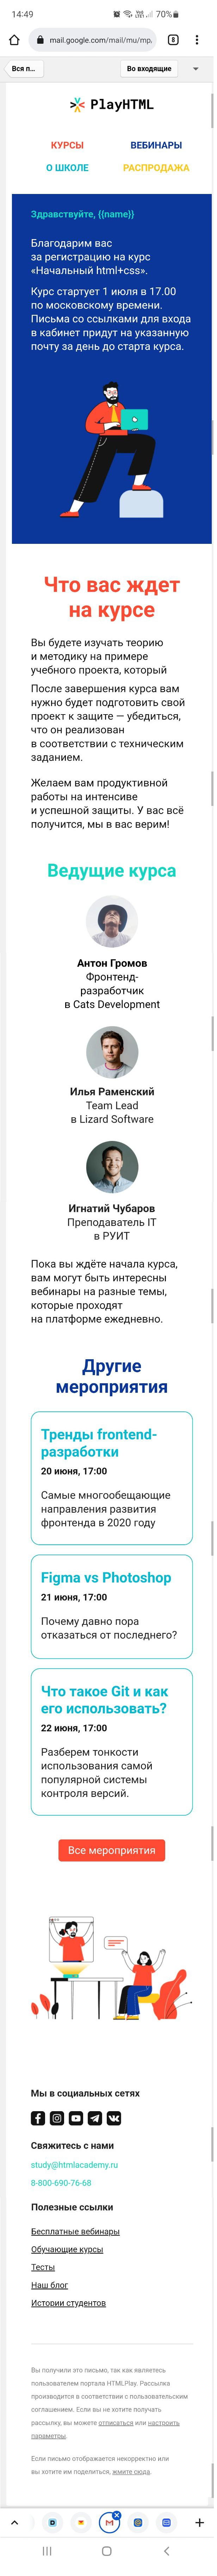 14:49
70%
mail.google.com/mail/mu/mp.
8
Вся п...
Во входящие
PlayHTML
КУРСЫ
ВЕБИНАРЫ
О ШКОЛЕ
РАСПРОДАЖА
Здравствуйте, {{name}}
Благодарим вас
за регистрацию на курс
«Начальный html+css».
Курс стартует 1 июля в 17.00
по московскому времени.
Письма со ссылками для входа
в кабинет придут на указанную
почту за день до старта курса.
Что вас ждет
на курсе
Вы будете изучать теорию
и методику на примере
учебного проекта, который
После завершения курса вам
нужно будет подготовить свой
проект к защите — убедиться,
что он реализован
в соответствии с техническим
заданием.
Желаем вам продуктивной
работы на интенсиве
и успешной защиты. У вас всё
получится, мы в вас верим!
Ведущие курса
Антон Громов
Фронтенд-
разработчик
в Cats Development
Илья Раменский
Team Lead
в Lizard Software
Игнатий Чубаров
Преподаватель IT
в РУИТ
Пока вы ждёте начала курса,
вам могут быть интересны
вебинары на разные темы,
которые проходят
на платформе ежедневно.
Другие
мероприятия
Тренды frontend-
разработки
20 июня, 17:00
Самые многообещающие
направления развития
фронтенда в 2020 году
Figma vs Photoshop
21 июня, 17:00
Почему давно пора
отказаться от последнего?
Что такое Git и как
его использовать?
22 июня, 17:00
Разберем тонкости
использования самой
популярной системы
контроля версий.
Все мероприятия
Мы в социальных сетях
Свяжитесь с нами
study@htmlacademy.ru
8-800-690-76-68
Полезные ссылки
Бесплатные вебинары
Обучающие курсы
Тесты
Наш блог
Истории студентов
Вы получили это письмо, так как являетесь
пользователем портала HTMLPlay. Рассылка
производится в соответствии с пользовательским
соглашением. Если вы не хотите получать
рассылку, вы можете отписаться или настроить
параметры.
Если письмо отображается некорректно или
вы хотите им поделиться, жмите сюда.